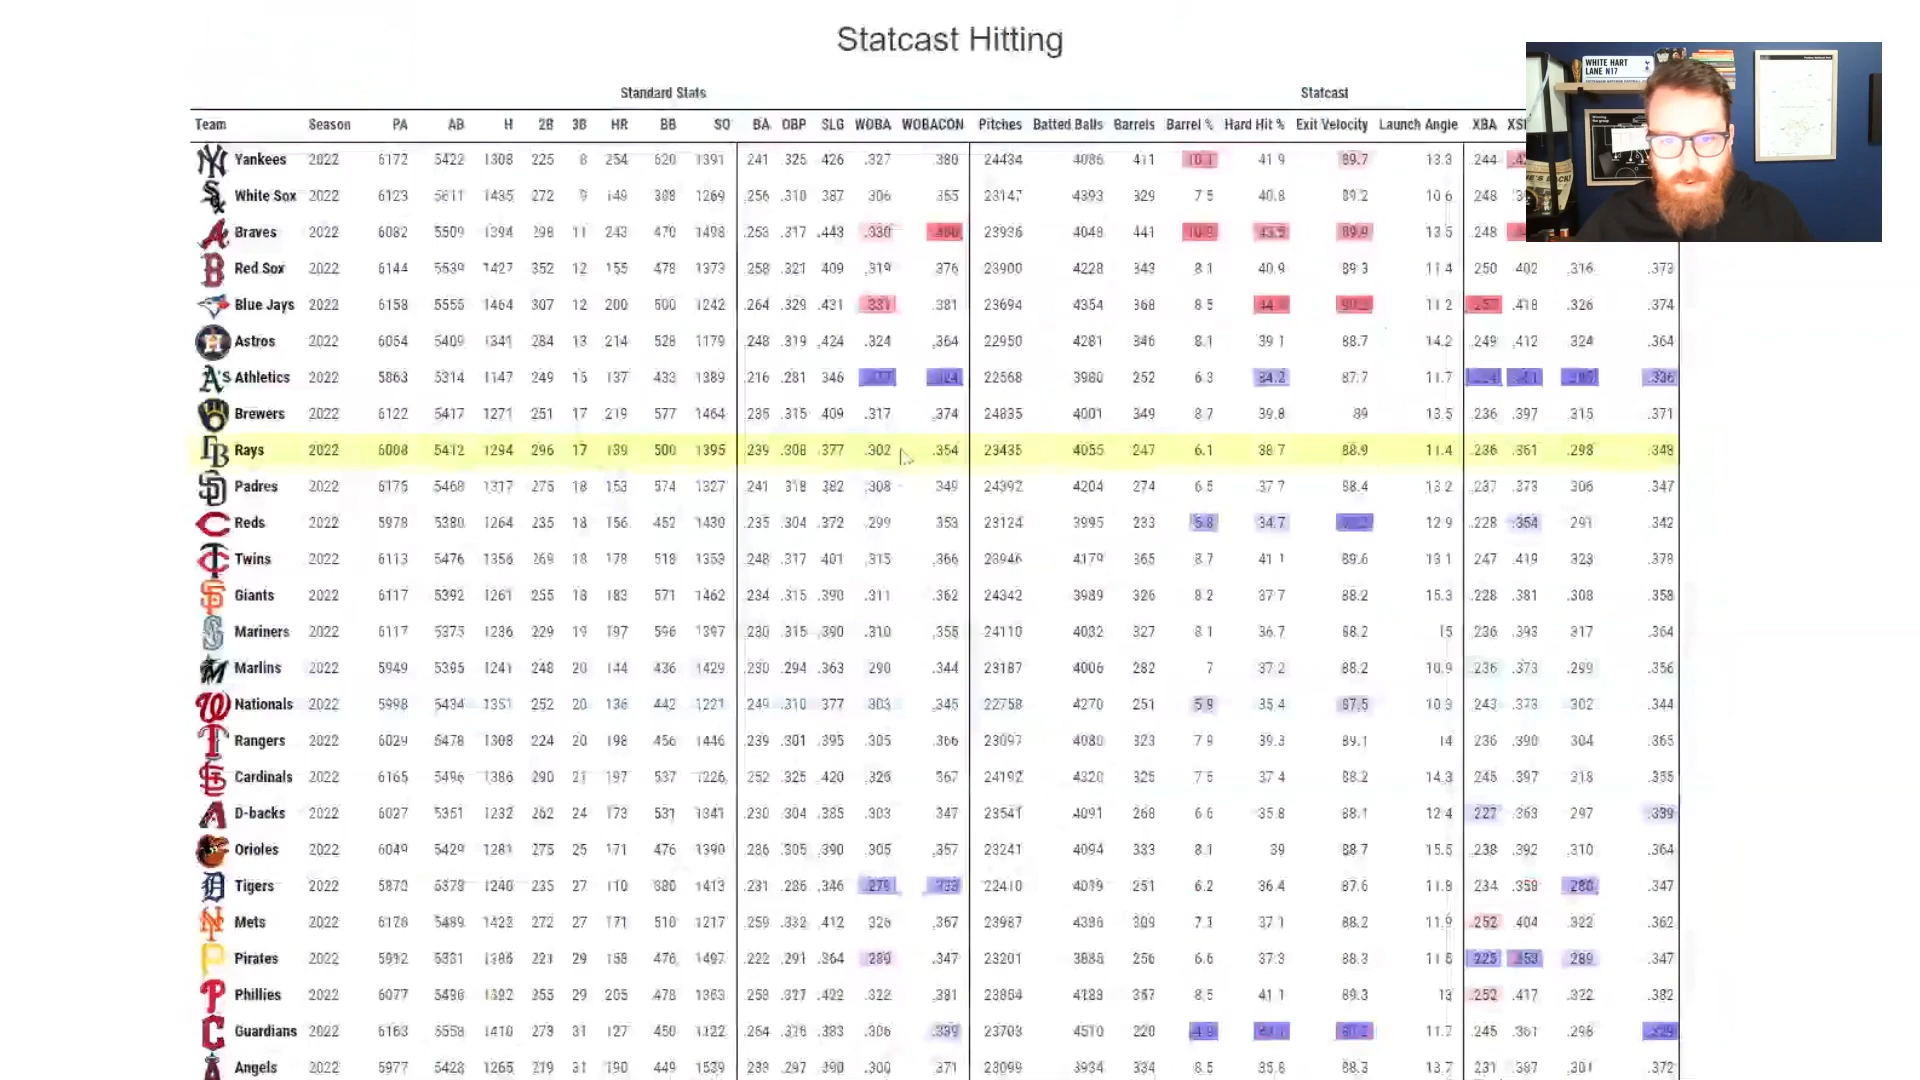 Statcast Hitting
WHITE HART
LANE N17
Standard Stats Statcast
Team Season PA AB H 2B 3B HR BB SO BA OBP SLG WOBA WOBACON Pitches Batted Balls Barrels Barrel % Hard Hit % Exit Velocity Launch Angle XBA
Yankees 2022 6172 5422 1308 225 8 254 620 1391 .241 .325 .426 .327 .380 24434 4086 411 10.1 41.9 89.7 13.3 .244
White Sox 2022 6123 5611 1435 272 9 149 388 1269 .256 .310 .387 .306 .355 23147 4393 329 7.5 40.8 89.2 10.6 .248
Braves 2022 6082 5509 1394 298 11 243 470 1498 .253 .317 .443 .330 23936 4048 441 43.5 89.9 13.5 .248
Red Sox 2022 6144 5539 1427 352 12 155 478 1373 .258 .321 .409 .319 .376 23900 4228 343 8.1 40.9 89.3 11.4 .250 .402 .316 .373
Blue Jays 2022 6158 5555 1464 307 12 200 500 1242 .264 .329 .431 .331 .381 23694 4354 368 8.5 11.2 .418 .326 .374
Astros 2022 6054 5409 1341 284 13 214 528 1179 .248 .319 .424 .324 .364 22950 4281 346 8.1 39.1 88.7 14.2 .249 .412 .324 .364
Athletics 2022 5863 5314 1147 249 15 137 433 1389 .216 .281 .346 22568 3980 252 6.3 34.2 87.7 11.7 .336
Brewers 2022 6122 5417 1271 251 17 219 577 1464 .235 .315 .409 .317 .374 24835 4001 349 8.7 39.8 89 13.5 .236 .397 .315 .371
Rays 2022 6008 5412 1294 296 17 139 500 1395 .239 .308 .377 .302 .354 23435 4055 247 6.1 38.7 88.9 11.4 .236 .361 .298 .348
Padres 2022 6175 5468 1317 275 18 153 574 1327 .241 .318 .382 .308 .349 24392 4204 274 6.5 37.7 88.4 13.2 .237 .373 .306 .347
Reds 2022 5978 5380 1264 235 18 156 452 1430 .235 .304 .372 .299 .353 23124 3995 233 5.8 34.7 12.9 .228 .354 .291 .342
Twins 2022 6113 5476 1356 269 18 178 518 1353 .248 .317 .401 .315 .366 23946 4179 365 8.7 41.1 89.6 13.1 .247 .419 .323 .378
Giants 2022 6117 5392 1261 255 18 183 571 1462 .234 .315 .390 .311 .362 24342 3989 326 8.2 37.7 88.2 15.3 .228 .381 .308 .358
Mariners 2022 6117 5375 1236 229 19 197 596 1397 .230 .315 .390 .310 .355 24110 4032 327 8.1 36.7 88.2 15 .236 .393 .317 .364
Marlins 2022 5949 5395 1241 248 20 144 436 1429 .230 .294 .363 .290 .344 23187 4006 282 7 37.2 88.2 10.9 .236 .373 .299 .356
Nationals 2022 5998 5434 1351 252 20 136 442 1221 .249 .310 .377 .303 .345 22758 4270 251 5.9 35.4 87.5 10.3 .243 .373 .302 .344
Rangers 2022 6029 5478 1308 224 20 198 456 1446 .239 .301 .395 .305 .366 23097 4080 323 7.9 39.3 89.1 14 .236 .390 .304 .365
Cardinals 2022 6165 5496 1386 290 21 197 537 1226 .252 .325 .420 .326 .367 24192 4320 325 7.5 37.4 88.2 14.3 .245 .397 .318 .355
D-backs 2022 6027 5351 1232 262 24 173 531 1341 .230 .304 .385 .303 .347 23541 4091 268 6.6 35.8 88.1 12.4 .227 .363 .297 .339
Orioles 2022 6049 5429 1281 275 25 171 476 1390 .236 .305 .390 .305 .357 23241 4094 333 8.1 39 88.7 15.5 .238 .392 .310 .364
Tigers 2022 5870 5378 1240 235 27 110 380 1413 .231 .286 .346 22410 4039 251 6.2 36.4 87.6 11.8 .234 .280 .347
Mets 2022 6176 5489 1422 272 27 171 510 1217 .259 .332 .412 .326 .367 23987 4336 309 7.1 37.1 88.2 11.9 .252 .404 .322 .362
Pirates 2022 5912 5331 221 29 158 476 1497 .222 .291 .364 .347 23201 256 6.6 37.3 88.3 11.5 .225 .353 .289 .347
Phillies 2022 6077 5496 355 29 205 478 1363 .253 .317 .422 .322 .381 23854 4183 357 8.5 41.1 89.3 13 .252 .417 .322 .382
Guardians 2022 6163 5558 1410 273 31 127 450 1122 .264 .316 .383 .306 .339 23703 4510 220 11.7 .245 .361 .298
Angels 2022 5977 5423 1265 219 31 190 449 1539 .233 .297 .390 .300 .371 23099 3934 334 8.5 35.8 88.3 13.7 .231 .387 .301 .372